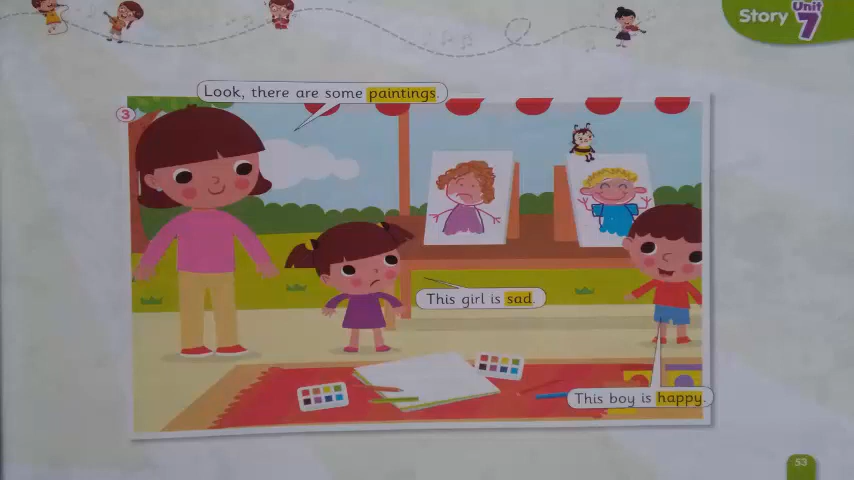 Story Unit 7
Look, there are some paintings.
3
This girl is sad.
This boy is happy.
53